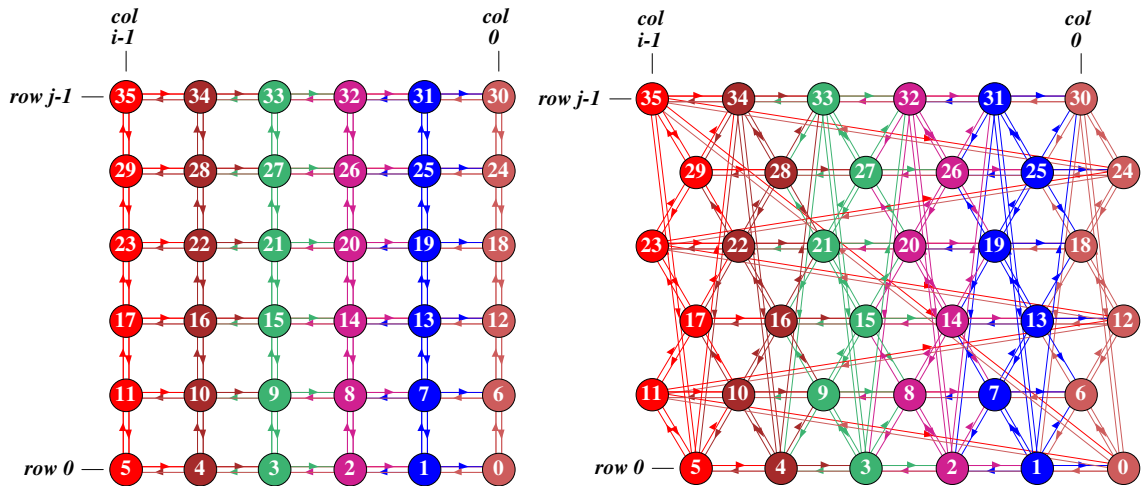 col
i-1
col
0
row j-1
35 34 33 32 31 30
29 28 27 26 25 24
23 22 21 20 19 18
17 16 15 14 13 12
11 10 9 8 7 6
row 0
5 4 3 2 1 0
col
i-1
col
0
row j-1
35 34 33 32 31 30
29 28 27 26 25 24
23 22 21 20 19 18
17 16 15 14 13 12
11 10 9 8 7 6
row 0
5 4 3 2 1 0